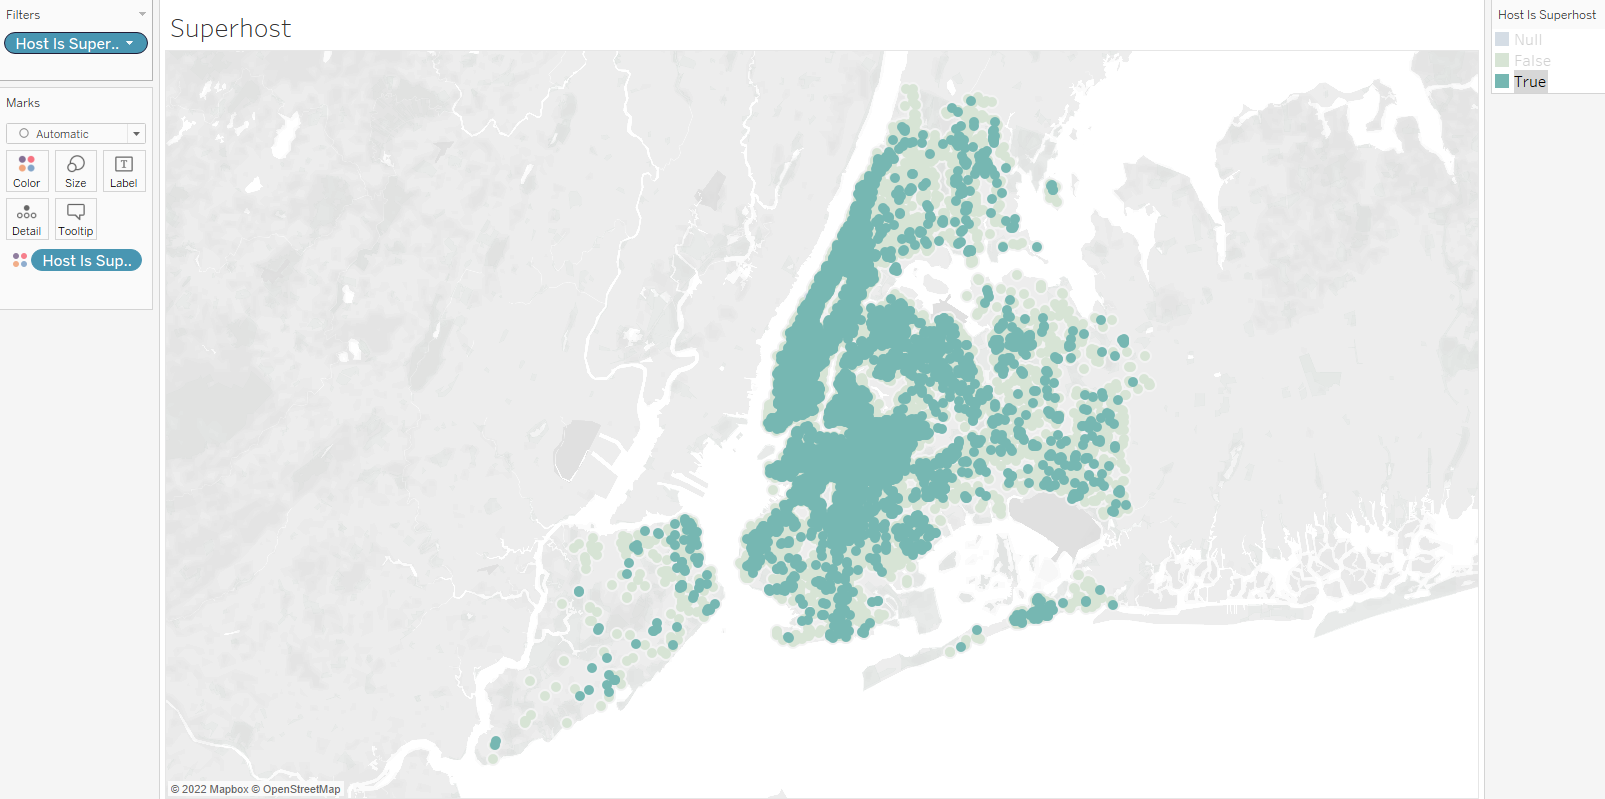 Filters
Host Is Super..
Marks
Automatic
Color
Size
T
Label
Detail
Tooltip
Host Is Sup..
Superhost
© 2022 Mapbox © OpenStreetMap
Host Is Superhost
Null
False
True